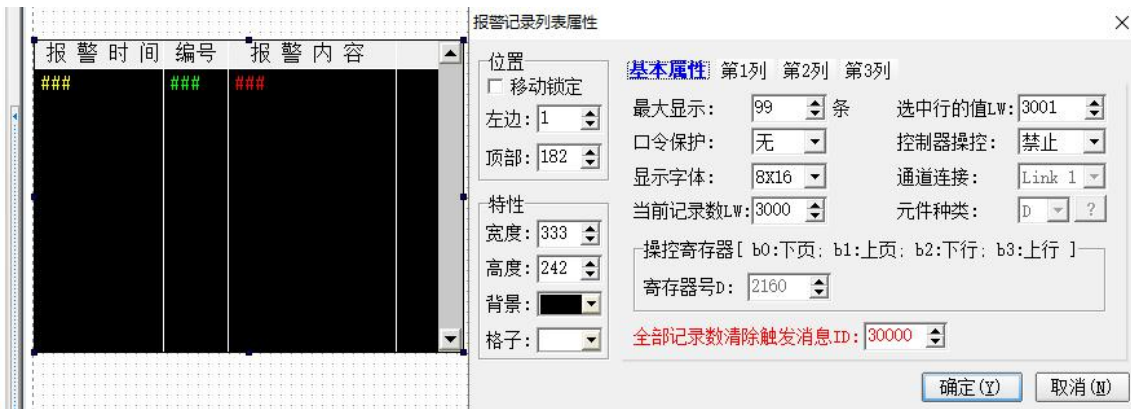 报警时间 编号 报警内容
### ### ###
报警记录列表属性
位置
移动锁定
左边: 1
顶部: 182
特性
宽度: 333
高度: 242
背景:
格子:
基本属性 第1列 第2列 第3列
最大显示: 99 条 选中行的值LW: 3001
口令保护: 无 控制器操控: 禁止
显示字体: 8X16 通道连接: Link 1
当前记录数LW: 3000 元件种类: D ?
操控寄存器[ b0:下页; b1:上页; b2:下行; b3:上行 ]
寄存器号D: 2160
全部记录数清除触发消息ID: 30000
确定(Y) 取消(N)